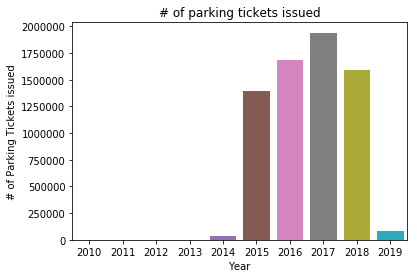 # of parking tickets issued
# of Parking Tickets issued
2000000
1750000
1500000
1250000
1000000
750000
500000
250000
0
2010 2011 2012 2013 2014 2015 2016 2017 2018 2019
Year